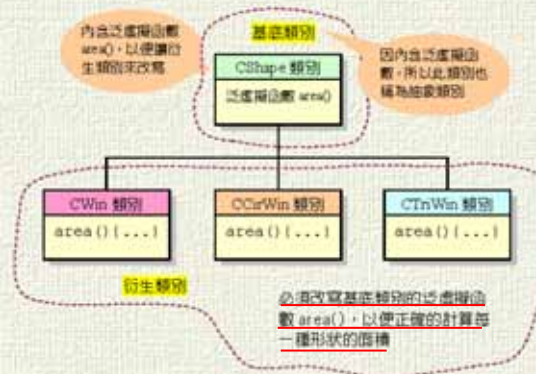 內含泛虛擬函數
area()，以便讓衍
生類別來改寫
基底類別
因內含泛虛擬函
數，所以此類別也
稱為抽象類別
CShape 類別
泛虛擬函數 area()
CWin 類別
area(){...}
CCirWin 類別
area(){...}
CTriWin 類別
area(){...}
衍生類別
必須改寫基底類別的泛虛擬函
數 area()，以便正確的計算每
一種形狀的面積